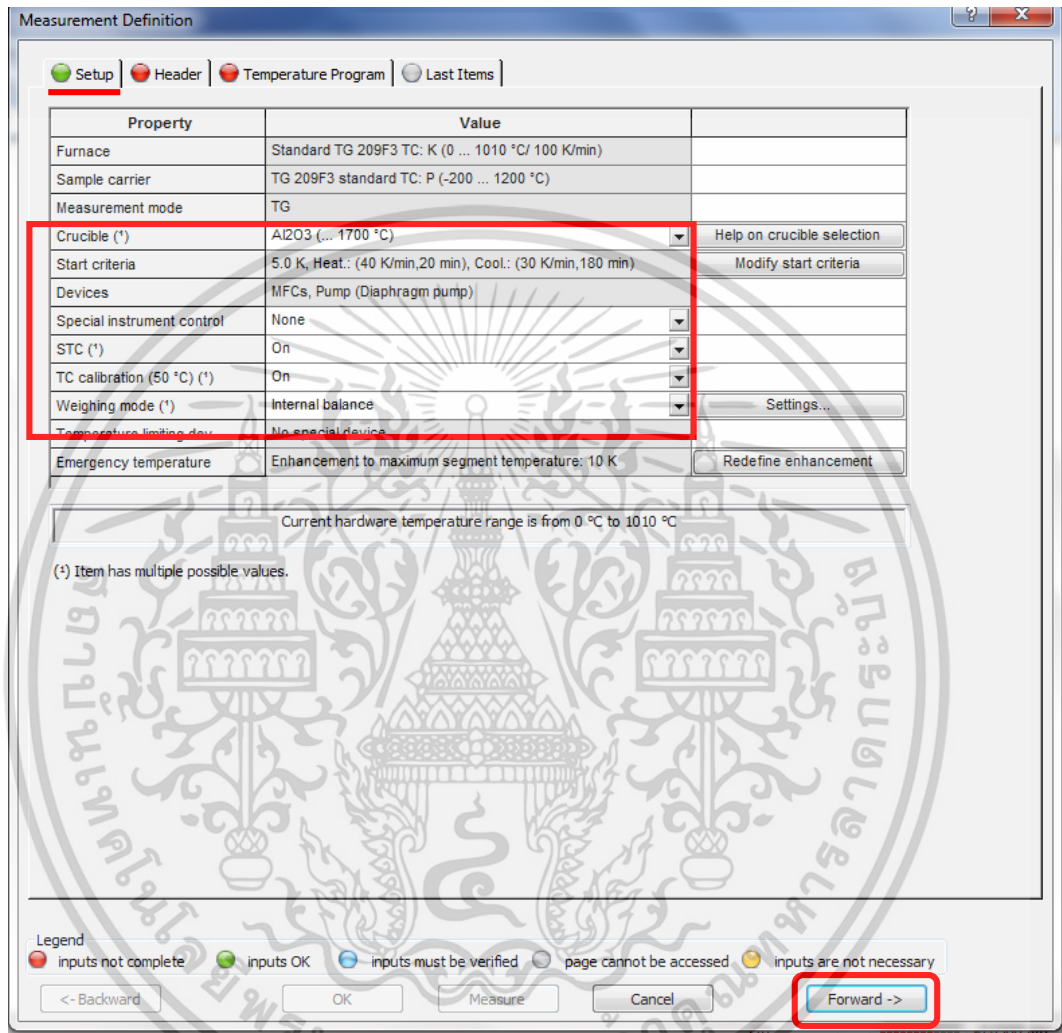 Measurement Definition
Setup Header Temperature Program Last Items
Property Value
Furnace Standard TG 209F3 TC: K (0 ... 1010 °C/ 100 K/min)
Sample carrier TG 209F3 standard TC: P (-200 ... 1200 °C)
Measurement mode TG
Crucible (¹) Al2O3 (... 1700 °C) Help on crucible selection
Start criteria 5.0 K, Heat.: (40 K/min,20 min), Cool.: (30 K/min,180 min) Modify start criteria
Devices MFCs, Pump (Diaphragm pump)
Special instrument control None
STC (¹) On
TC calibration (50 °C) (¹) On
Weighing mode (¹) Internal balance Settings...
Temperature limiting dev. No special device
Emergency temperature Enhancement to maximum segment temperature: 10 K Redefine enhancement
Current hardware temperature range is from 0 °C to 1010 °C
(¹) Item has multiple possible values.
Legend
inputs not complete inputs OK inputs must be verified page cannot be accessed inputs are not necessary
<- Backward OK Measure Cancel Forward ->